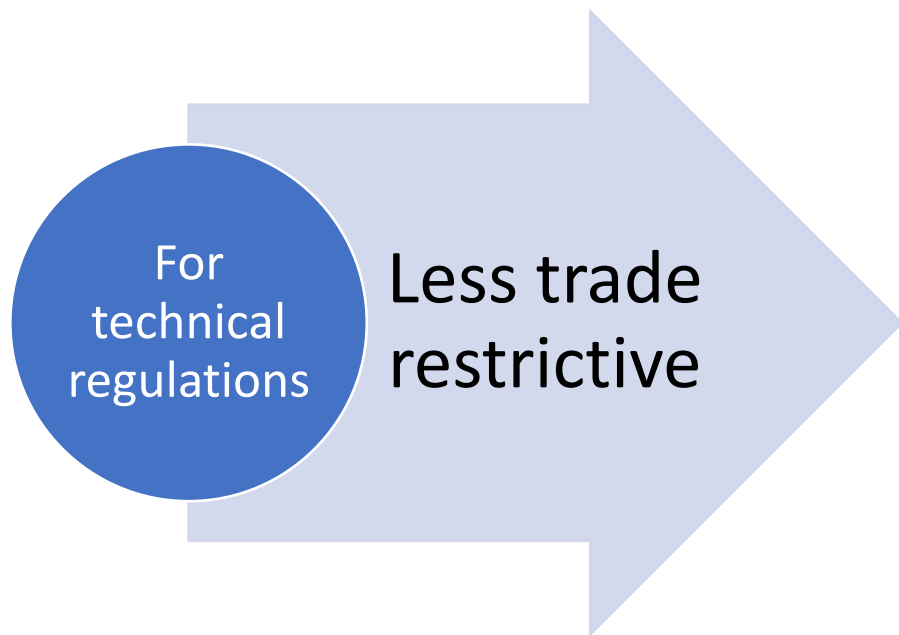 For
technical
regulations
Less trade
restrictive